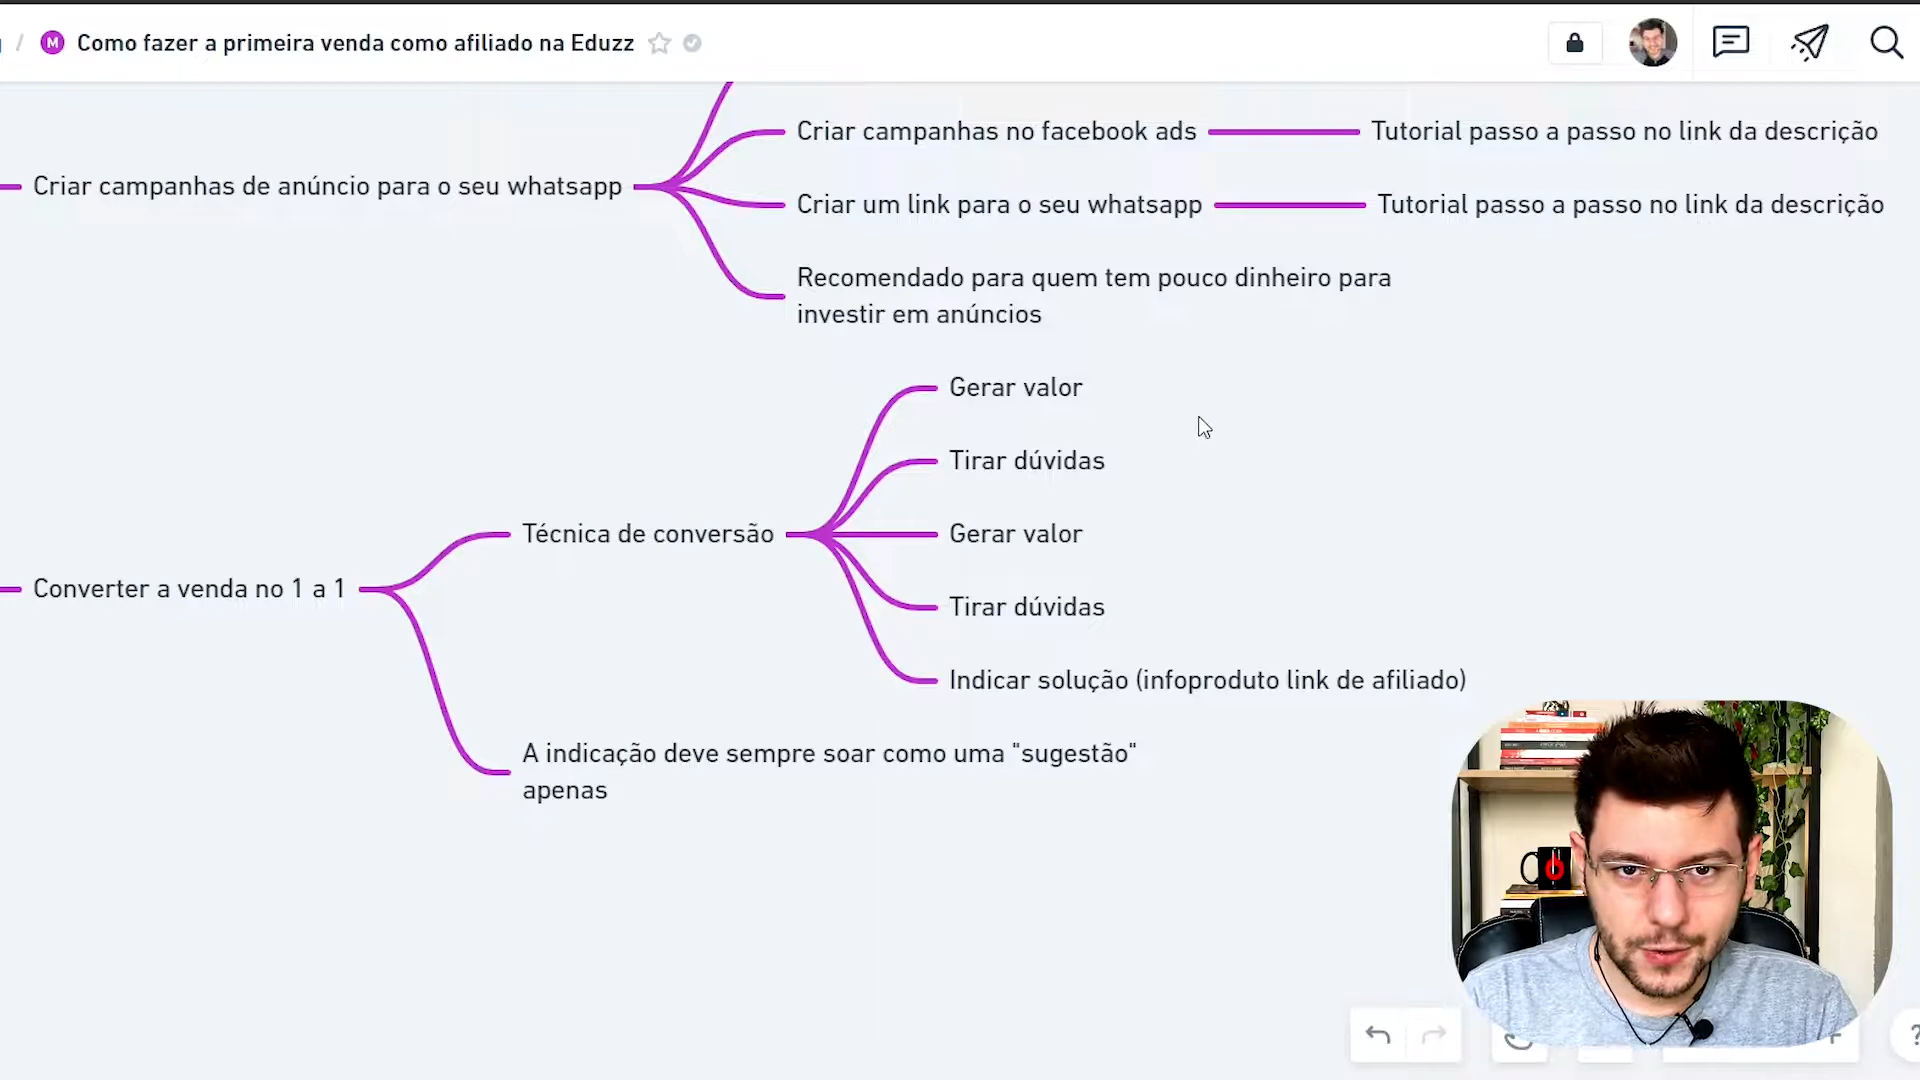 / M Como fazer a primeira venda como afiliado na Eduzz
Criar campanhas de anúncio para o seu whatsapp
Criar campanhas no facebook ads
Tutorial passo a passo no link da descrição
Criar um link para o seu whatsapp
Tutorial passo a passo no link da descrição
Recomendado para quem tem pouco dinheiro para
investir em anúncios
Converter a venda no 1 a 1
Técnica de conversão
Gerar valor
Tirar dúvidas
Gerar valor
Tirar dúvidas
Indicar solução (infoproduto link de afiliado)
A indicação deve sempre soar como uma "sugestão"
apenas
?